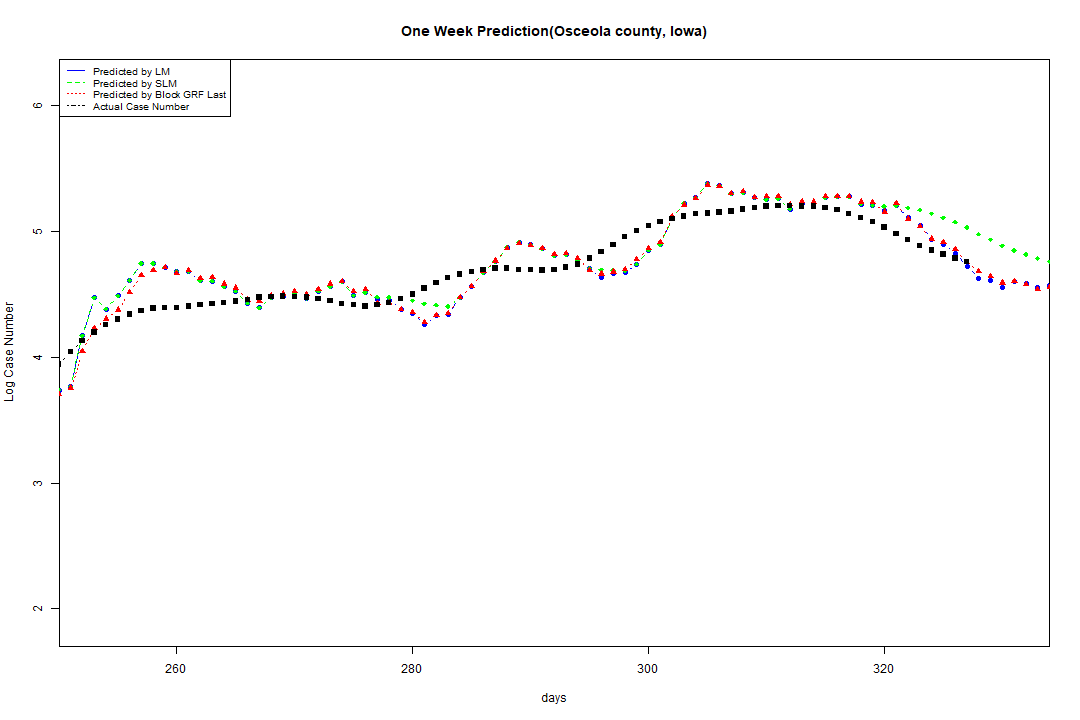 One Week Prediction(Osceola county, Iowa)
Predicted by LM
Predicted by SLM
Predicted by Block GRF Last
Actual Case Number
6
5
4
3
2
Log Case Number
260
280
300
320
days